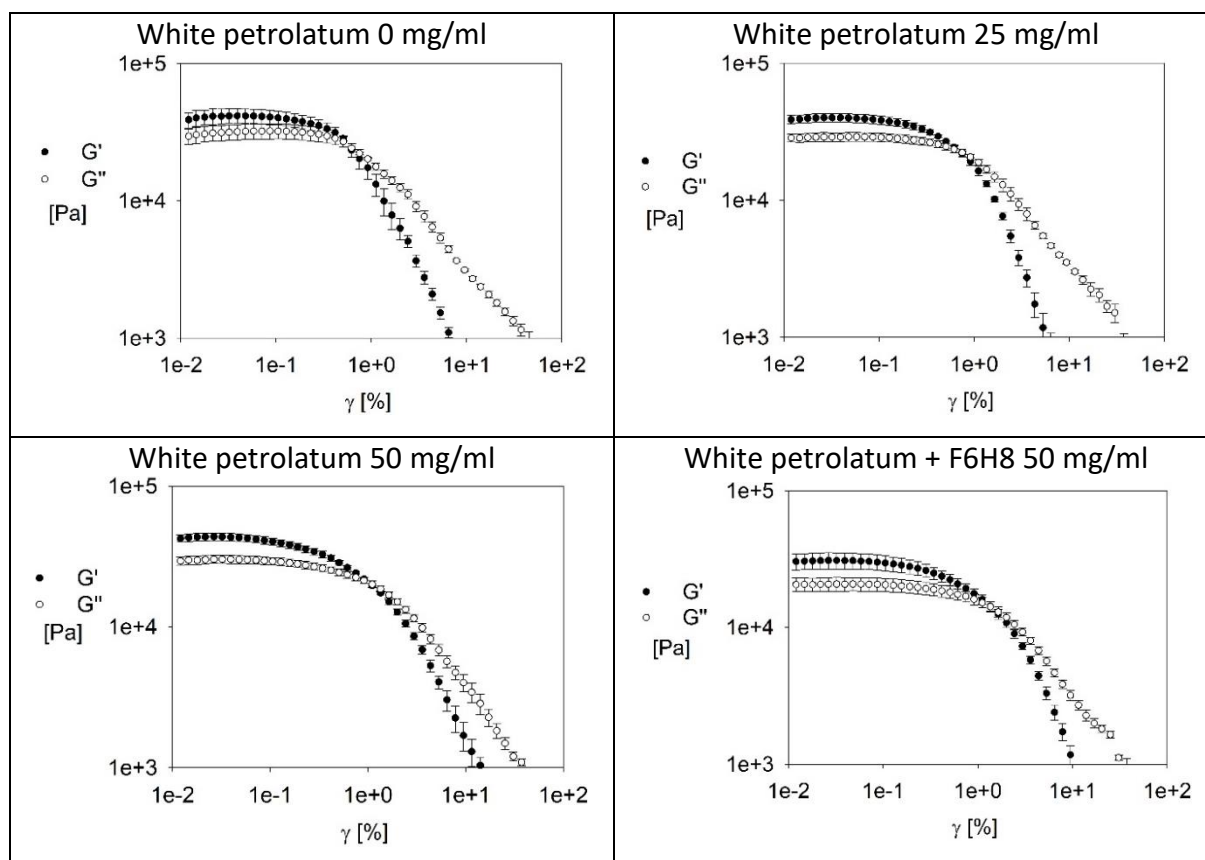 White petrolatum 0 mg/ml
1e+5
G'
G"
[Pa]
1e+4
1e+3
1e-2 1e-1 1e+0 1e+1 1e+2
γ [%]
White petrolatum 25 mg/ml
1e+5
G'
G"
[Pa]
1e+4
1e+3
1e-2 1e-1 1e+0 1e+1 1e+2
γ [%]
White petrolatum 50 mg/ml
1e+5
G'
G"
[Pa]
1e+4
1e+3
1e-2 1e-1 1e+0 1e+1 1e+2
γ [%]
White petrolatum + F6H8 50 mg/ml
1e+5
G'
G"
[Pa]
1e+4
1e+3
1e-2 1e-1 1e+0 1e+1 1e+2
γ [%]